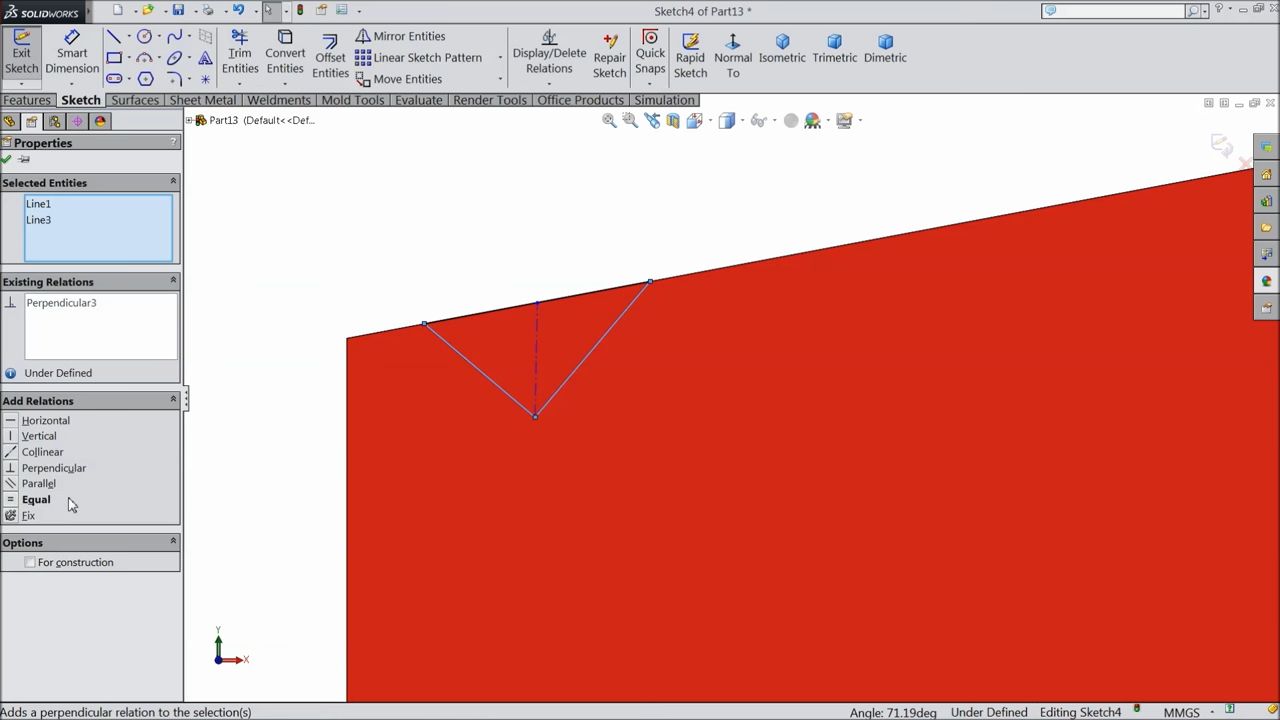 SOLIDWORKS
Sketch4 of Part13 *
Exit Sketch
Smart Dimension
Trim Entities
Convert Entities
Offset Entities
Mirror Entities
Linear Sketch Pattern
Move Entities
Display/Delete Relations
Repair Sketch
Quick Snaps
Rapid Sketch
Normal To
Isometric
Trimetric
Dimetric
Features
Sketch
Surfaces
Sheet Metal
Weldments
Mold Tools
Evaluate
Render Tools
Office Products
Simulation
Part13 (Default<<Def...
Properties
?
Selected Entities
Line1
Line3
Existing Relations
Perpendicular3
Under Defined
Add Relations
Horizontal
Vertical
Collinear
Perpendicular
Parallel
Equal
Fix
Options
For construction
Y
X
Adds a perpendicular relation to the selection(s)
Angle: 71.19deg
Under Defined
Editing Sketch4
MMGS